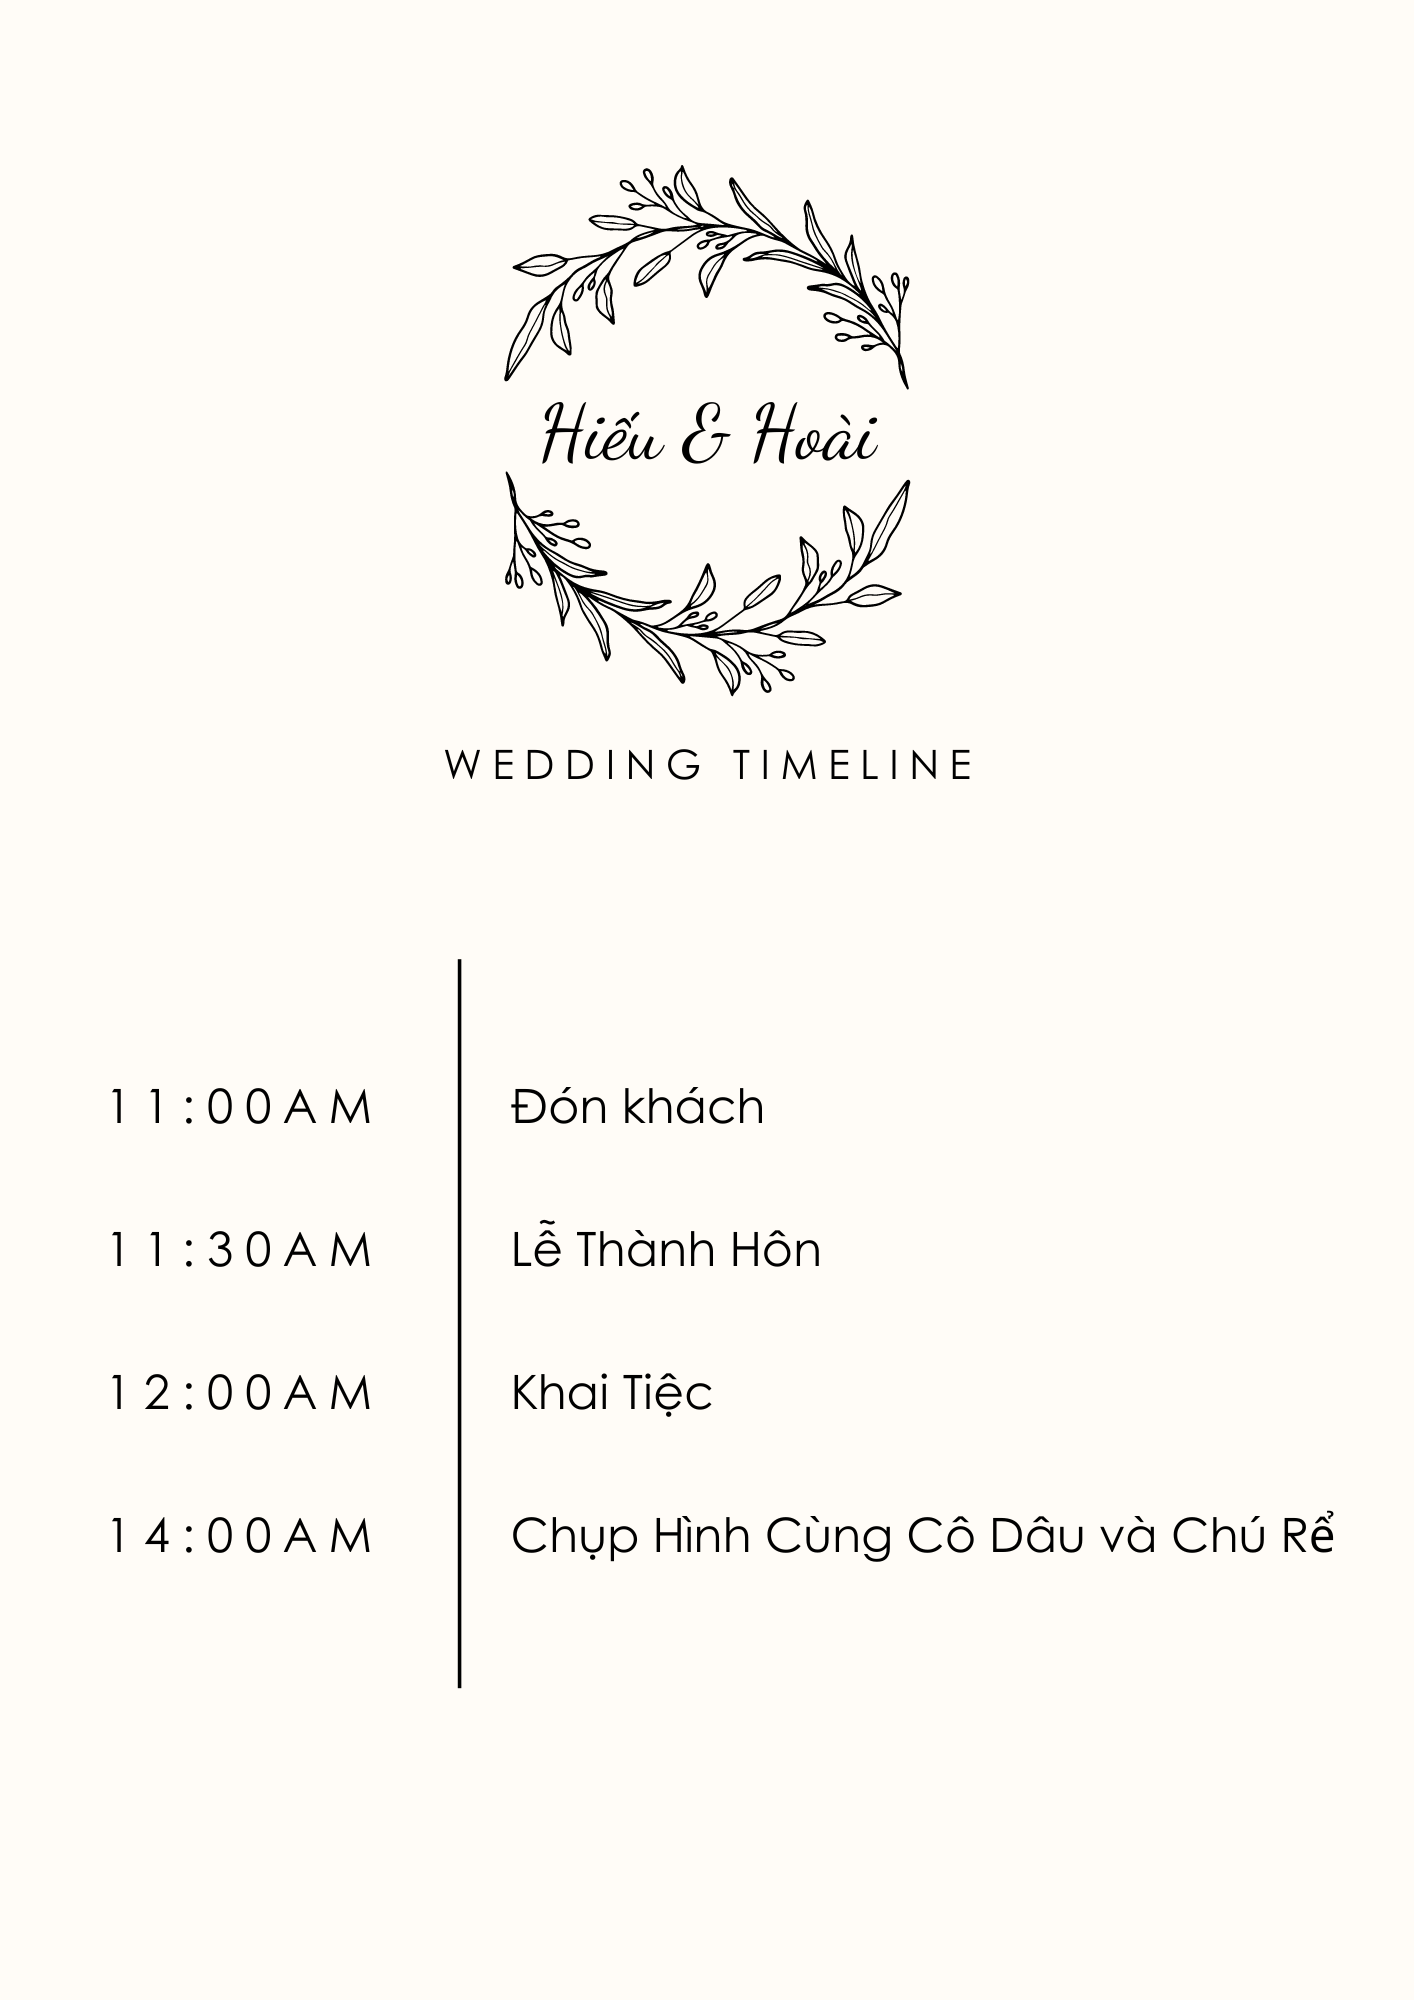 Hiếu & Hoài
WEDDING TIMELINE
11:00AM Đón khách
11:30AM Lễ Thành Hôn
12:00AM Khai Tiệc
14:00AM Chụp Hình Cùng Cô Dâu và Chú Rể